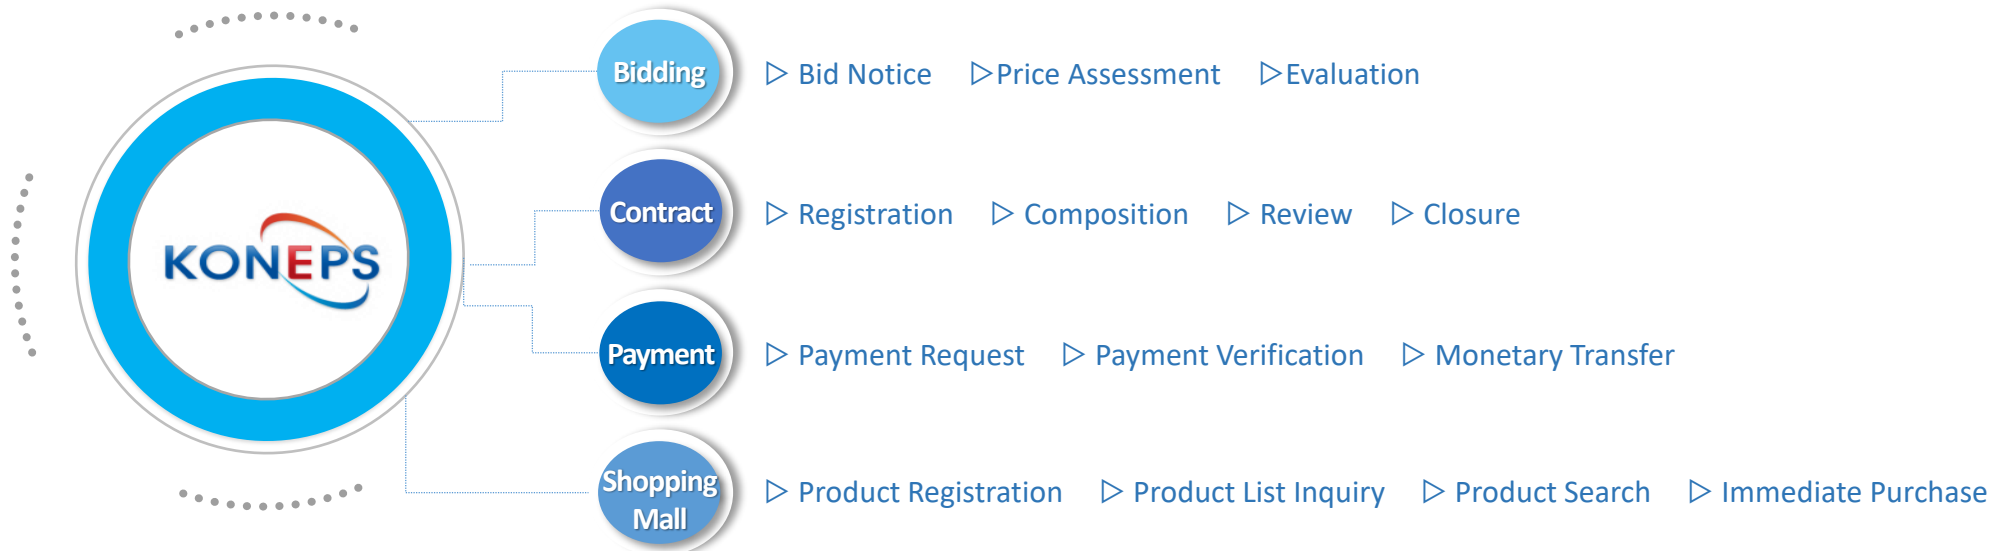 KONEPS
Bidding
▷ Bid Notice ▷Price Assessment ▷Evaluation
Contract
▷ Registration ▷ Composition ▷ Review ▷ Closure
Payment
▷ Payment Request ▷ Payment Verification ▷ Monetary Transfer
Shopping
Mall
▷ Product Registration ▷ Product List Inquiry ▷ Product Search ▷ Immediate Purchase